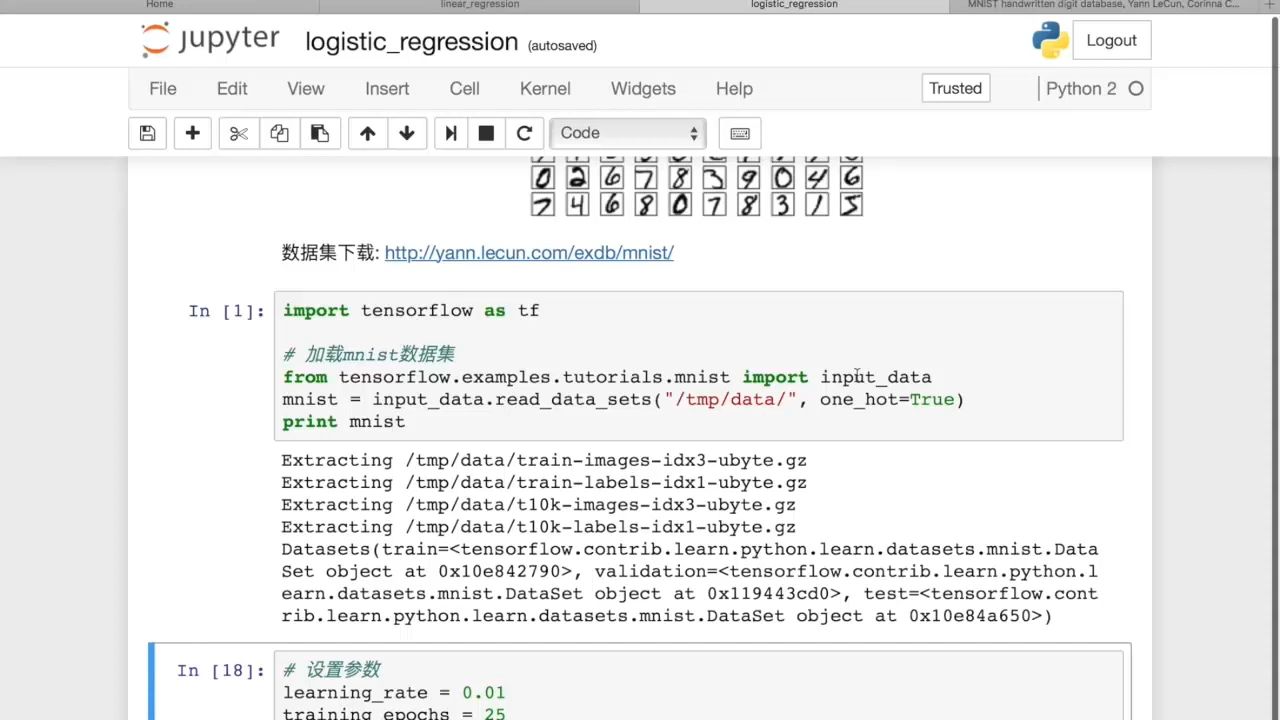 Home
linear_regression
logistic_regression
MNIST handwritten digit database, Yann LeCun, Corinna C...
jupyter
logistic_regression (autosaved)
Logout
File Edit View Insert Cell Kernel Widgets Help
Trusted
Python 2
Code
0 2 6 7 8 3 9 0 4 6
7 4 6 8 0 7 8 3 1 5
数据集下载: http://yann.lecun.com/exdb/mnist/
In [1]:
import tensorflow as tf
# 加载mnist数据集
from tensorflow.examples.tutorials.mnist import input_data
mnist = input_data.read_data_sets("/tmp/data/", one_hot=True)
print mnist
Extracting /tmp/data/train-images-idx3-ubyte.gz
Extracting /tmp/data/train-labels-idx1-ubyte.gz
Extracting /tmp/data/t10k-images-idx3-ubyte.gz
Extracting /tmp/data/t10k-labels-idx1-ubyte.gz
Datasets(train=<tensorflow.contrib.learn.python.learn.datasets.mnist.Data
Set object at 0x10e842790>, validation=<tensorflow.contrib.learn.python.l
earn.datasets.mnist.DataSet object at 0x119443cd0>, test=<tensorflow.cont
rib.learn.python.learn.datasets.mnist.DataSet object at 0x10e84a650>)
In [18]:
# 设置参数
learning_rate = 0.01
training_epochs = 25